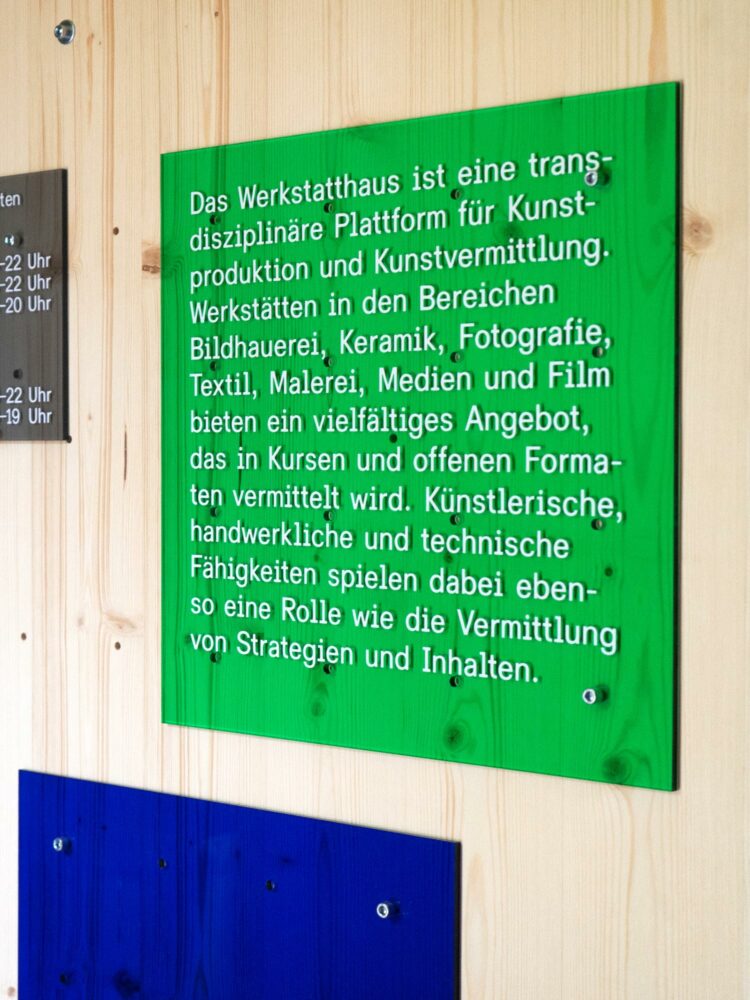 ten
-22 Uhr
-22 Uhr
-20 Uhr
-22 Uhr
-19 Uhr
Das Werkstatthaus ist eine trans-
disziplinäre Plattform für Kunst-
produktion und Kunstvermittlung.
Werkstätten in den Bereichen
Bildhauerei, Keramik, Fotografie,
Textil, Malerei, Medien und Film
bieten ein vielfältiges Angebot,
das in Kursen und offenen Forma-
ten vermittelt wird. Künstlerische,
handwerkliche und technische
Fähigkeiten spielen dabei eben-
so eine Rolle wie die Vermittlung
von Strategien und Inhalten.